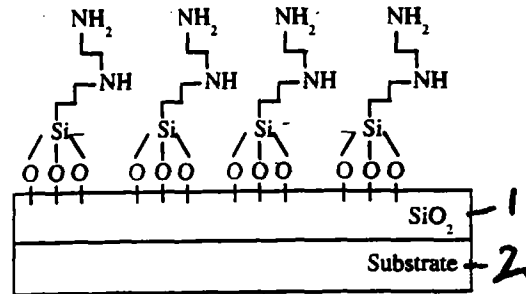 NH₂ NH₂ NH₂ NH₂
NH NH NH NH
Si Si Si Si
O O O O O O O O O O O O
SiO₂ 1
Substrate 2